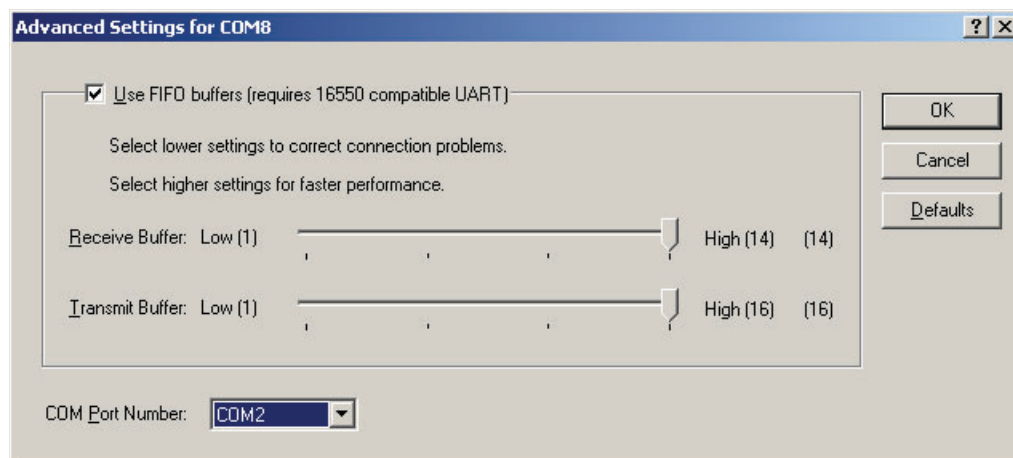 Advanced Settings for COM8
Use FIFO buffers (requires 16550 compatible UART)
OK
Select lower settings to correct connection problems.
Cancel
Select higher settings for faster performance.
Defaults
Receive Buffer: Low (1) High (14) (14)
Transmit Buffer: Low (1) High (16) (16)
COM Port Number: COM2